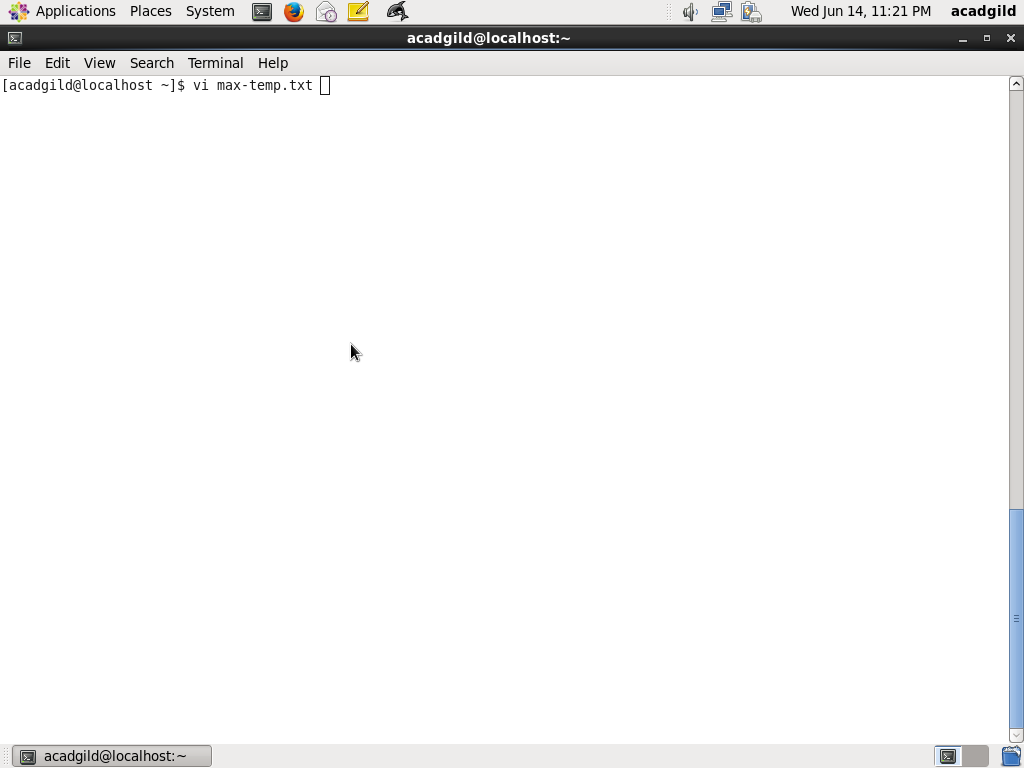 Applications Places System Wed Jun 14, 11:21 PM acadgild
acadgild@localhost:~
File Edit View Search Terminal Help
[acadgild@localhost ~]$ vi max-temp.txt
acadgild@localhost:~